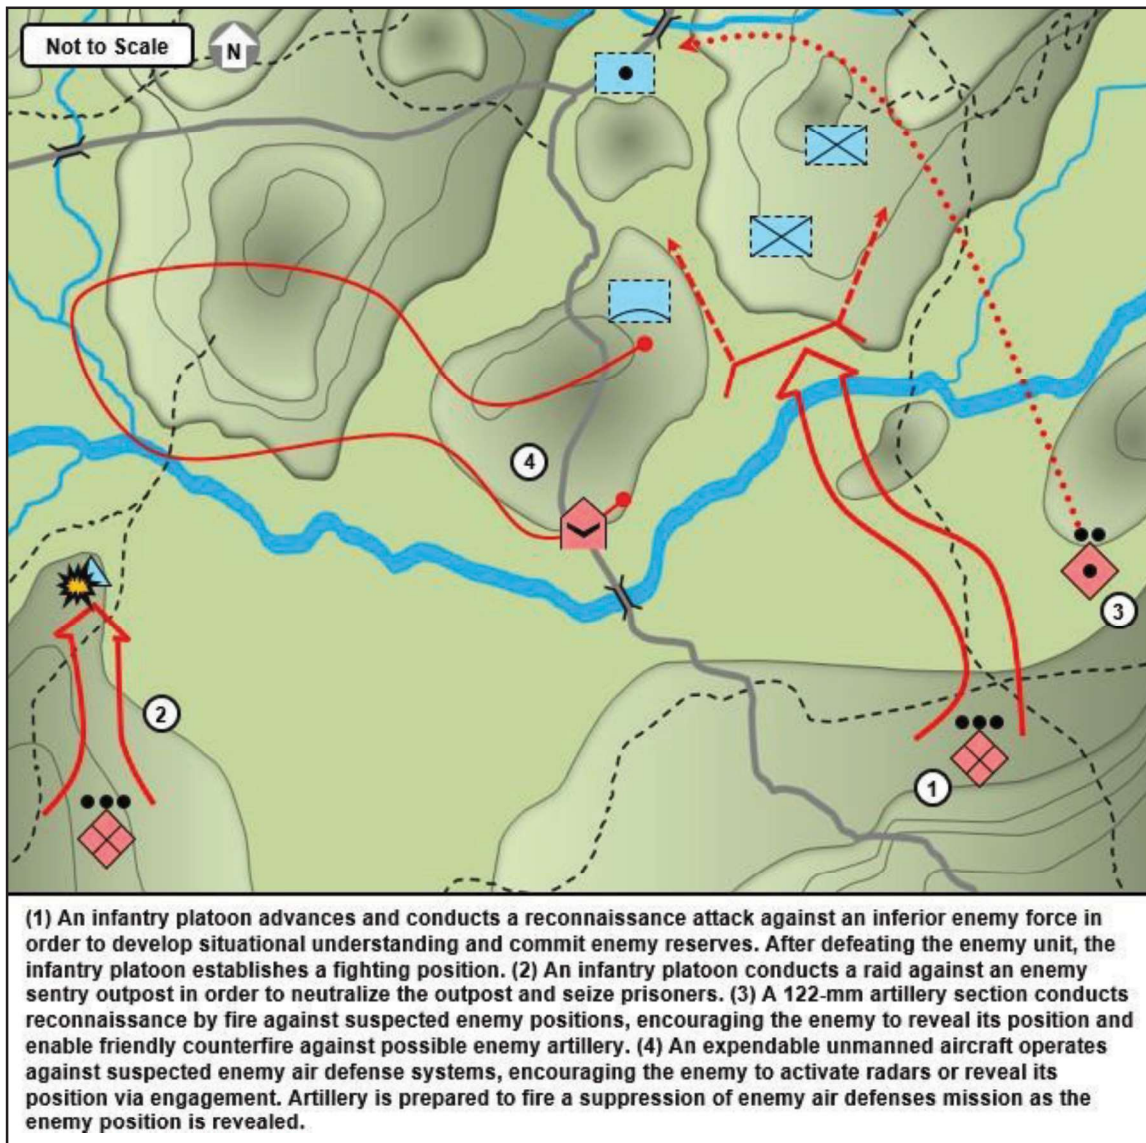 Not to Scale
N
4
3
2
1
(1) An infantry platoon advances and conducts a reconnaissance attack against an inferior enemy force in
order to develop situational understanding and commit enemy reserves. After defeating the enemy unit, the
infantry platoon establishes a fighting position. (2) An infantry platoon conducts a raid against an enemy
sentry outpost in order to neutralize the outpost and seize prisoners. (3) A 122-mm artillery section conducts
reconnaissance by fire against suspected enemy positions, encouraging the enemy to reveal its position and
enable friendly counterfire against possible enemy artillery. (4) An expendable unmanned aircraft operates
against suspected enemy air defense systems, encouraging the enemy to activate radars or reveal its
position via engagement. Artillery is prepared to fire a suppression of enemy air defenses mission as the
enemy position is revealed.